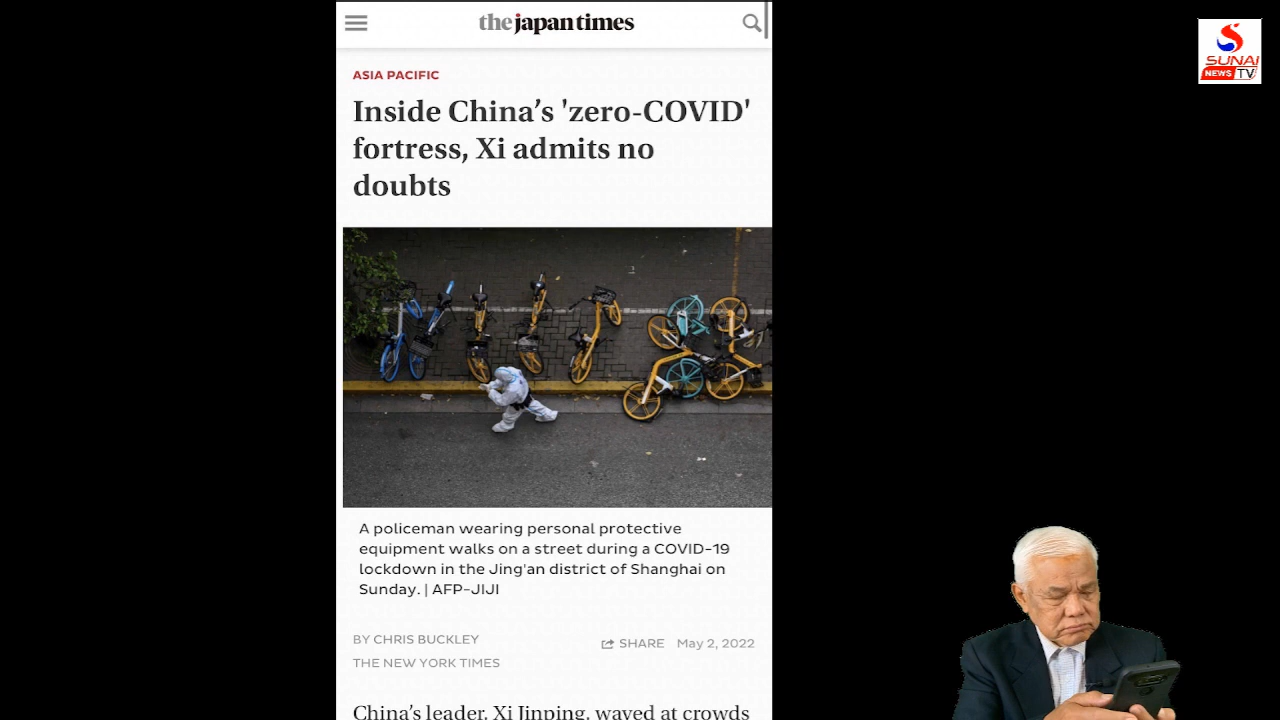 the japan times
SUNAI
NEWS TV
ASIA PACIFIC
Inside China’s 'zero-COVID'
fortress, Xi admits no
doubts
A policeman wearing personal protective
equipment walks on a street during a COVID-19
lockdown in the Jing'an district of Shanghai on
Sunday. | AFP-JIJI
BY CHRIS BUCKLEY
SHARE May 2, 2022
THE NEW YORK TIMES
China’s leader, Xi Jinping, waved at crowds